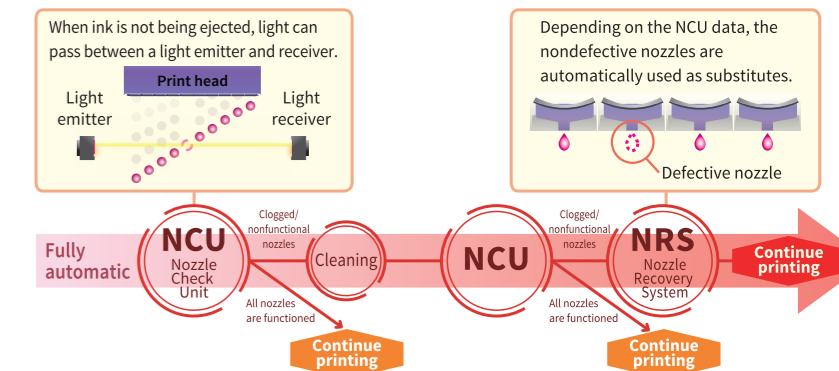 When ink is not being ejected, light can
pass between a light emitter and receiver.
Print head
Light
emitter
Light
receiver
Depending on the NCU data, the
nondefective nozzles are
automatically used as substitutes.
Defective nozzle
Fully
automatic
NCU
Nozzle
Check
Unit
Clogged/
nonfunctional
nozzles
All nozzles
are functioned
Cleaning
Continue
printing
NCU
Clogged/
nonfunctional
nozzles
All nozzles
are functioned
NRS
Nozzle
Recovery
System
Continue
printing
Continue
printing